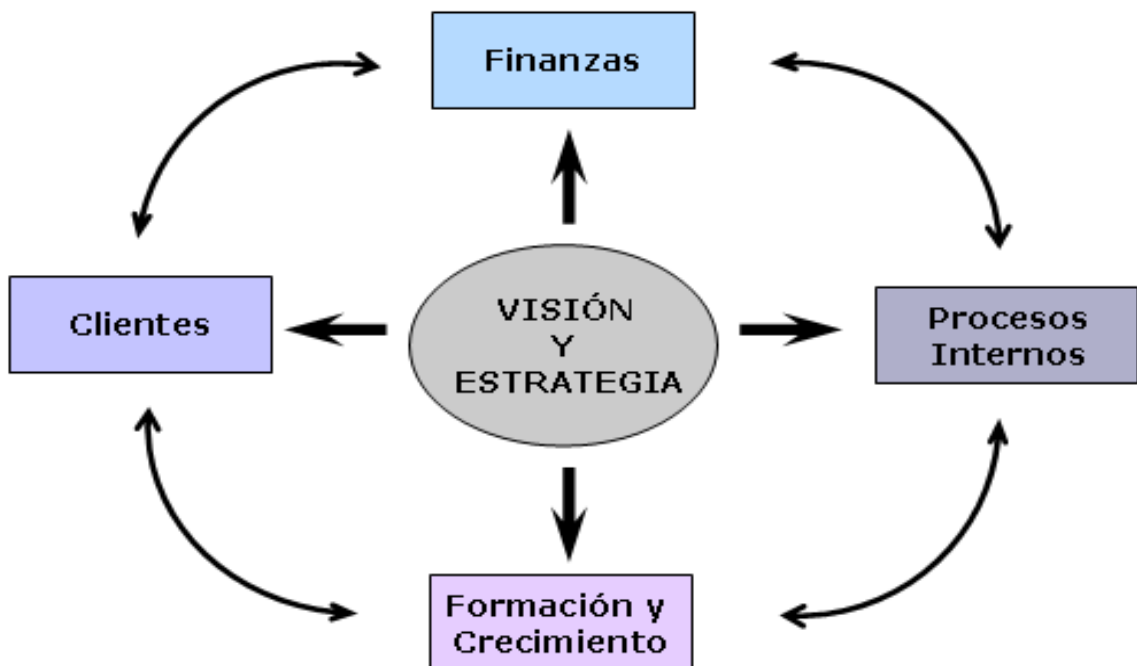 Finanzas
Clientes
VISIÓN
Y
ESTRATEGIA
Procesos
Internos
Formación y
Crecimiento